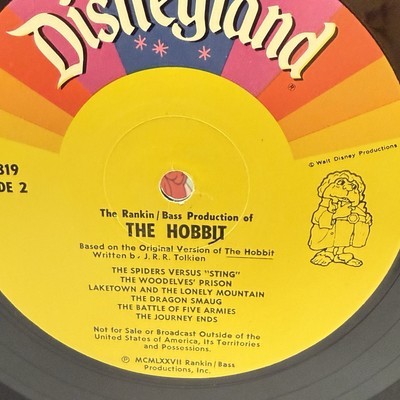 Disneyland
®
819
DE 2
© Walt Disney Productions
The Rankin/Bass Production of
THE HOBBIT
Based on the Original Version of The Hobbit
Written by J.R.R. Tolkien
THE SPIDERS VERSUS "STING"
THE WOODELVES' PRISON
LAKETOWN AND THE LONELY MOUNTAIN
THE DRAGON SMAUG
THE BATTLE OF FIVE ARMIES
THE JOURNEY ENDS
Not for Sale or Broadcast Outside of the
United States of America, its Territories
and Possessions.
℗ MCMLXXVII Rankin/Bass
Productions, Inc.